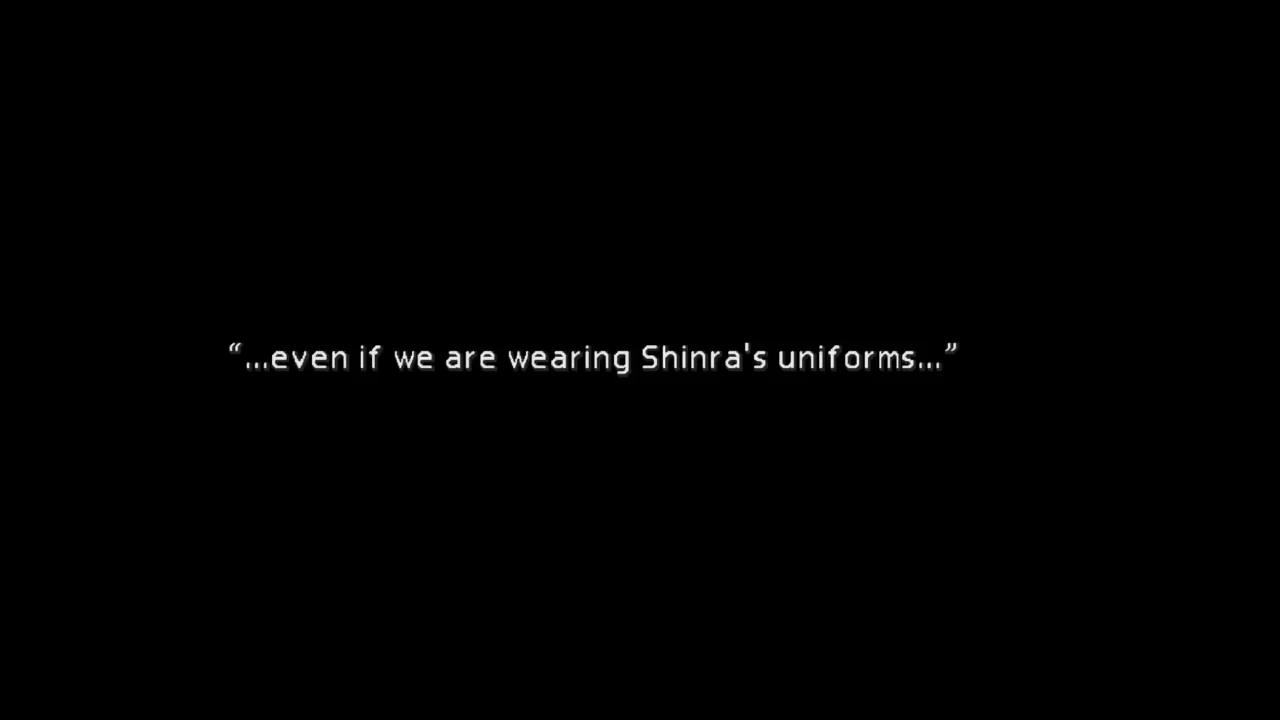 “...even if we are wearing Shinra's uniforms...”